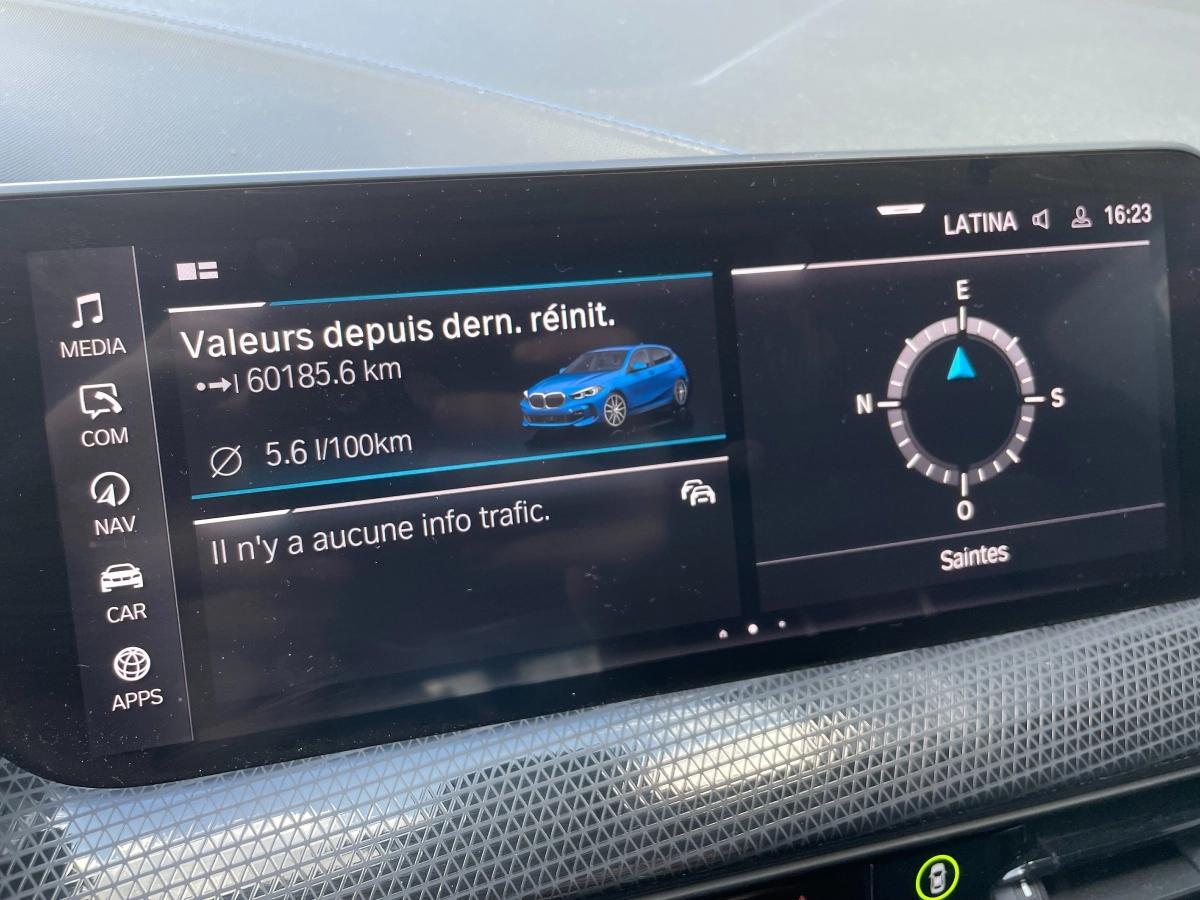 LATINA 16:23
MEDIA
COM
NAV
CAR
APPS
Valeurs depuis dern. réinit.
60185.6 km
Ø 5.6 l/100km
Il n'y a aucune info trafic.
E
N S
O
Saintes